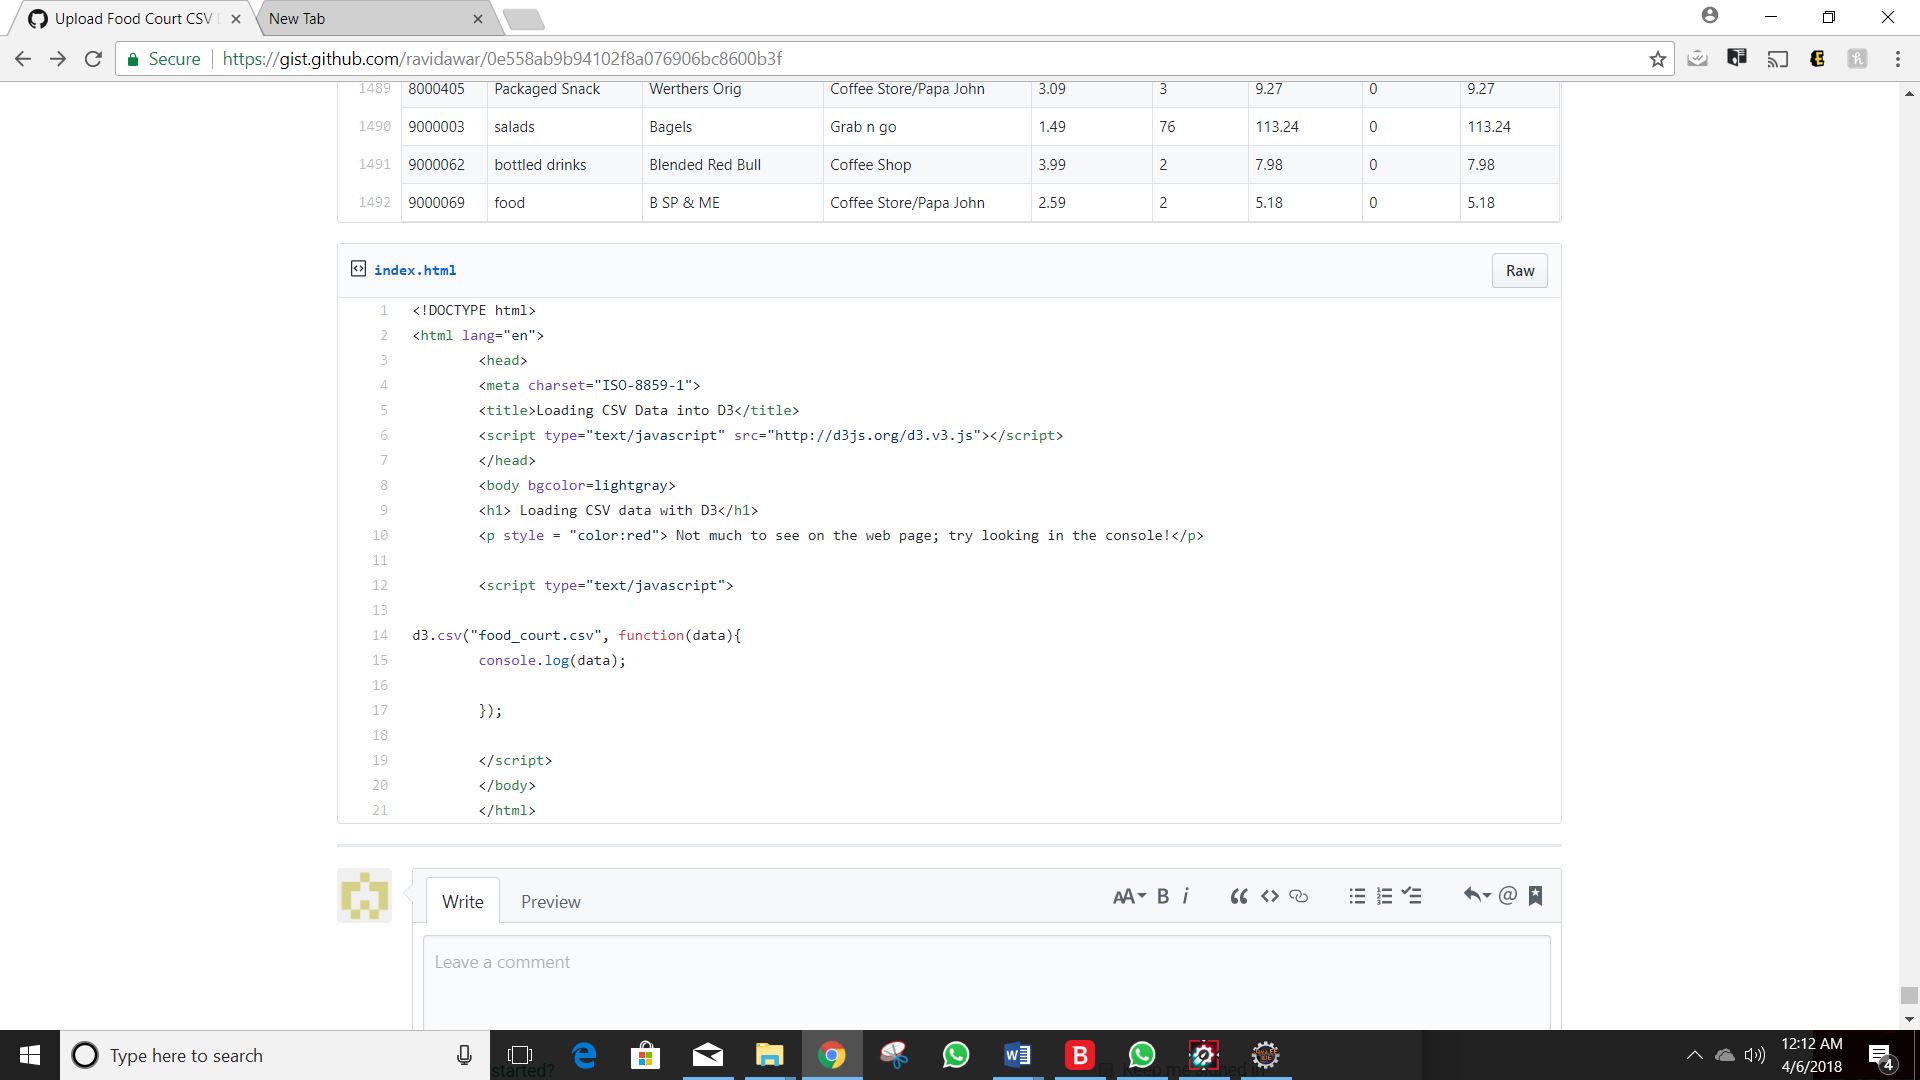 Upload Food Court CSV
New Tab
Secure https://gist.github.com/ravidawar/0e558ab9b94102f8a076906bc8600b3f
1489 8000405 Packaged Snack Werthers Orig Coffee Store/Papa John 3.09 3 9.27 0 9.27
1490 9000003 salads Bagels Grab n go 1.49 76 113.24 0 113.24
1491 9000062 bottled drinks Blended Red Bull Coffee Shop 3.99 2 7.98 0 7.98
1492 9000069 food B SP & ME Coffee Store/Papa John 2.59 2 5.18 0 5.18
index.html
Raw
1 <!DOCTYPE html>
2 <html lang="en">
3 <head>
4 <meta charset="ISO-8859-1">
5 <title>Loading CSV Data into D3</title>
6 <script type="text/javascript" src="http://d3js.org/d3.v3.js"></script>
7 </head>
8 <body bgcolor=lightgray>
9 <h1> Loading CSV data with D3</h1>
10 <p style = "color:red"> Not much to see on the web page; try looking in the console!</p>
11
12 <script type="text/javascript">
13
14 d3.csv("food_court.csv", function(data){
15 console.log(data);
16
17 });
18
19 </script>
20 </body>
21 </html>
Write Preview
AA B i
Leave a comment
Type here to search
started?
12:12 AM
4/6/2018
4